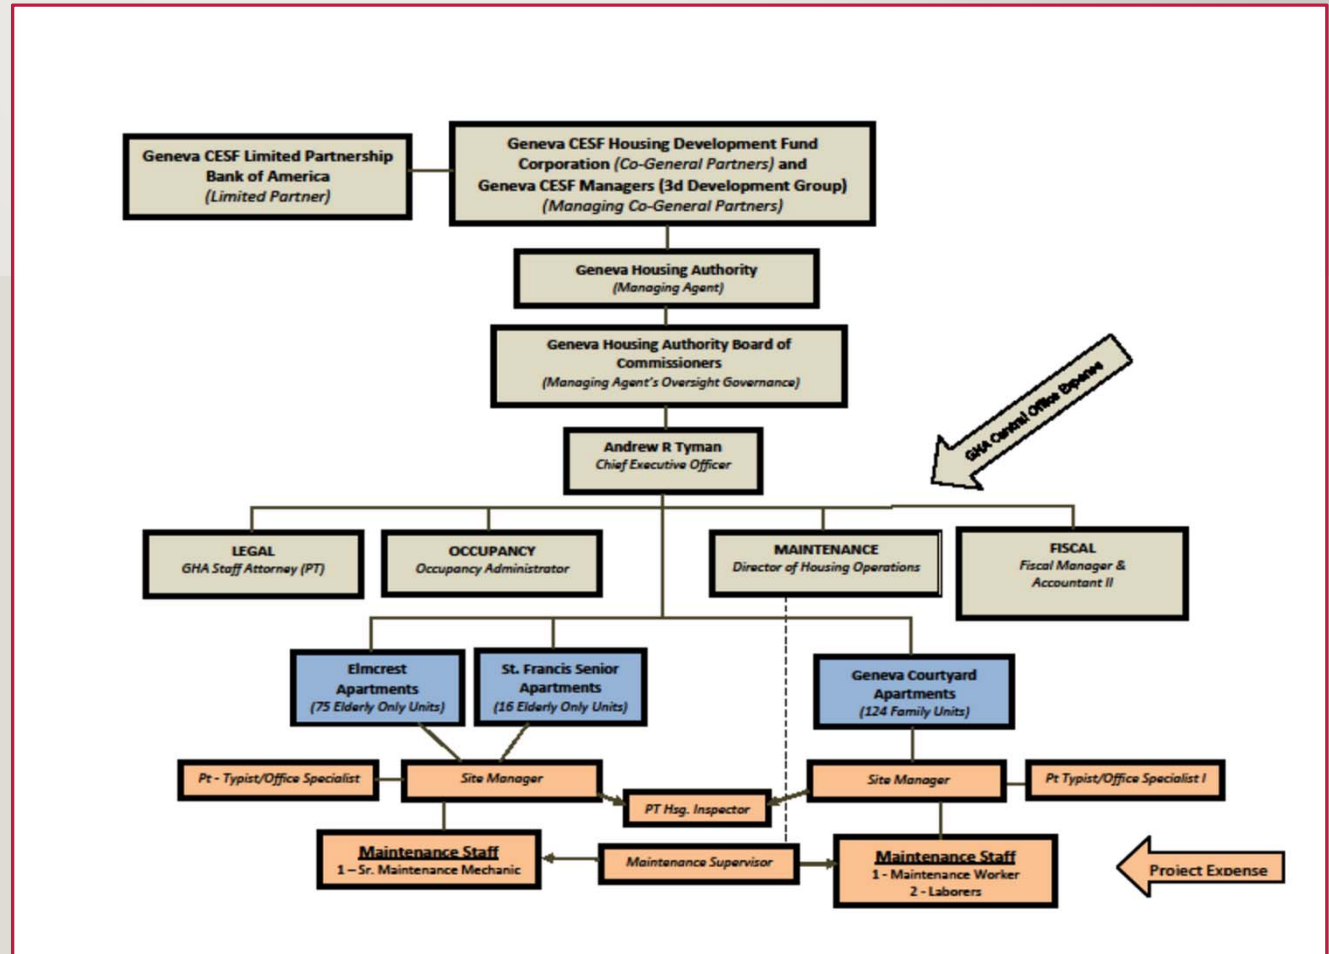 Geneva CESF Limited Partnership
Bank of America
(Limited Partner)
Geneva CESF Housing Development Fund
Corporation (Co-General Partners) and
Geneva CESF Managers (3d Development Group)
(Managing Co-General Partners)
Geneva Housing Authority
(Managing Agent)
Geneva Housing Authority Board of
Commissioners
(Managing Agent's Oversight Governance)
GHA Central Office Expense
Andrew R Tyman
Chief Executive Officer
LEGAL
GHA Staff Attorney (PT)
OCCUPANCY
Occupancy Administrator
MAINTENANCE
Director of Housing Operations
FISCAL
Fiscal Manager &
Accountant II
Elmcrest
Apartments
(75 Elderly Only Units)
St. Francis Senior
Apartments
(16 Elderly Only Units)
Geneva Courtyard
Apartments
(124 Family Units)
Pt - Typist/Office Specialist
Site Manager
PT Hsg. Inspector
Site Manager
Pt Typist/Office Specialist I
Maintenance Staff
1 – Sr. Maintenance Mechanic
Maintenance Supervisor
Maintenance Staff
1 - Maintenance Worker
2 - Laborers
Project Expense